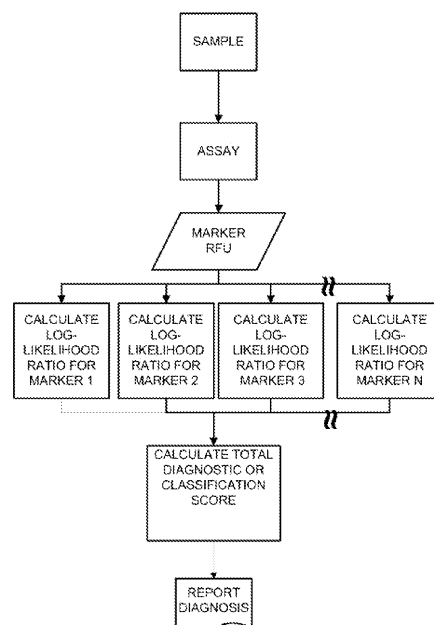 SAMPLE
ASSAY
MARKER
RFU
CALCULATE
LOG-
LIKELIHOOD
RATIO FOR
MARKER 1
CALCULATE
LOG-
LIKELIHOOD
RATIO FOR
MARKER 2
CALCULATE
LOG-
LIKELIHOOD
RATIO FOR
MARKER 3
CALCULATE
LOG-
LIKELIHOOD
RATIO FOR
MARKER N
CALCULATE TOTAL
DIAGNOSTIC OR
CLASSIFICATION
SCORE
REPORT
DIAGNOSIS